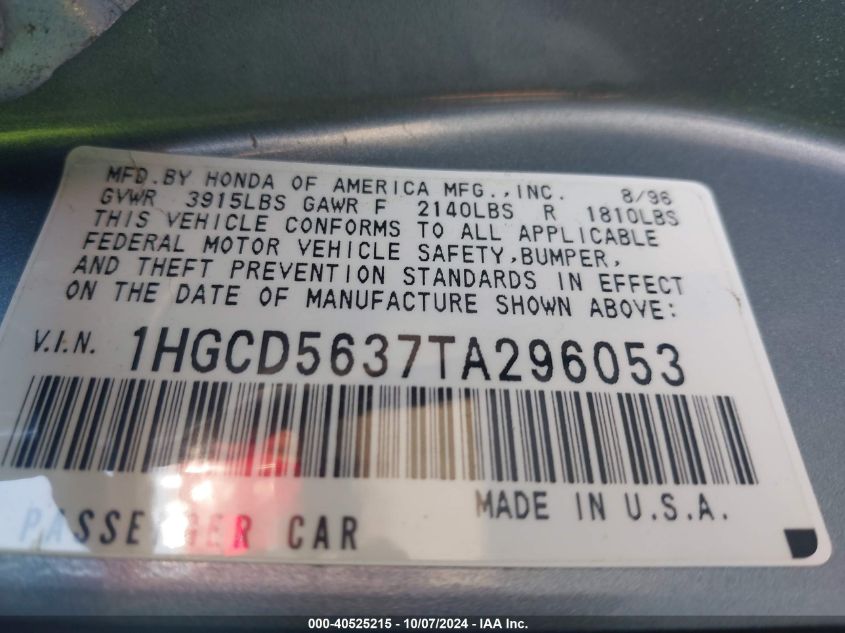 MFD. BY HONDA OF AMERICA MFG., INC. 8/96
GVWR 3915LBS GAWR F 2140LBS R 1810LBS
THIS VEHICLE CONFORMS TO ALL APPLICABLE
FEDERAL MOTOR VEHICLE SAFETY, BUMPER,
AND THEFT PREVENTION STANDARDS IN EFFECT
ON THE DATE OF MANUFACTURE SHOWN ABOVE:
V.I.N. 1HGCD5637TA296053
MADE IN U.S.A.
PASSENGER CAR
000-40525215 - 10/07/2024 - IAA Inc.